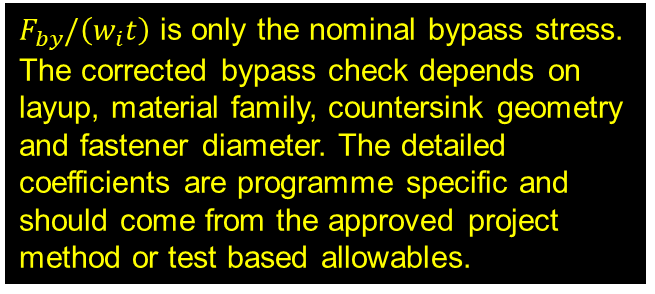 F_{by}/(w_i t) is only the nominal bypass stress.
The corrected bypass check depends on
layup, material family, countersink geometry
and fastener diameter. The detailed
coefficients are programme specific and
should come from the approved project
method or test based allowables.